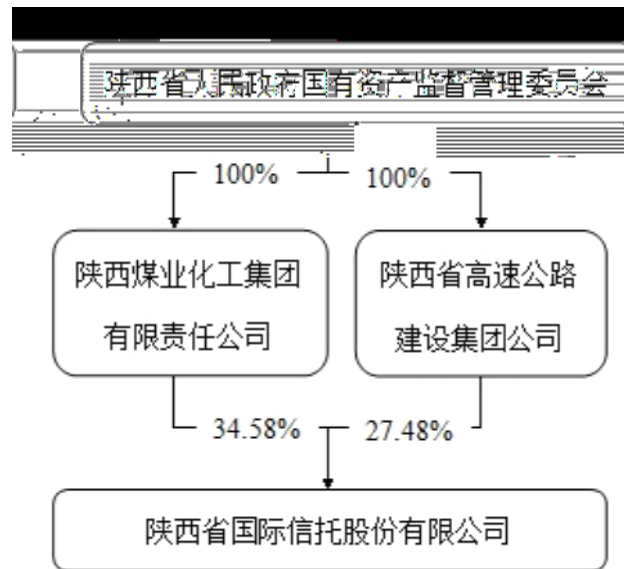 陕西省人民政府国有资产监督管理委员会
100%
100%
陕西煤业化工集团
有限责任公司
陕西省高速公路
建设集团公司
34.58%
27.48%
陕西省国际信托股份有限公司